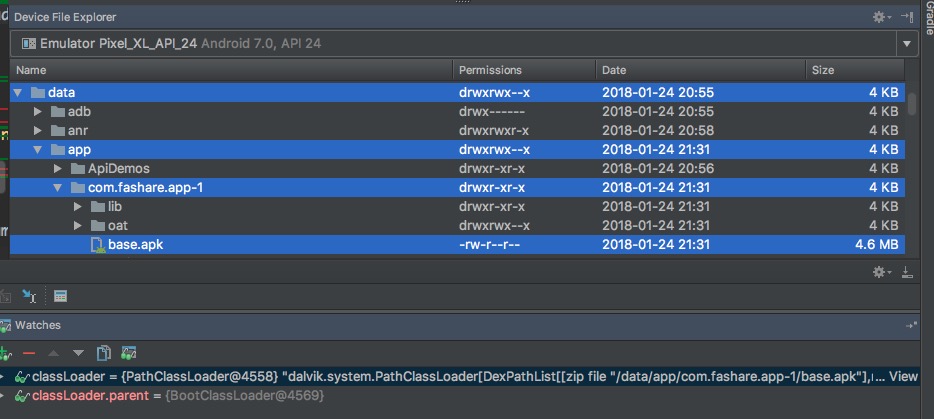 Device File Explorer
Gradle
Emulator Pixel_XL_API_24 Android 7.0, API 24
Name Permissions Date Size
data drwxrwx--x 2018-01-24 20:55 4 KB
adb drwx------ 2018-01-24 20:55 4 KB
anr drwxrwxr-x 2018-01-24 20:58 4 KB
app drwxrwx--x 2018-01-24 21:31 4 KB
ApiDemos drwxrwx--x 2018-01-24 20:56 4 KB
com.fashare.app-1 drwxr-xr-x 2018-01-24 21:31 4 KB
lib drwxr-xr-x 2018-01-24 21:31 4 KB
oat drwxrwx--x 2018-01-24 21:31 4 KB
base.apk -rw-r--r-- 2018-01-24 21:31 4.6 MB
Watches
classLoader = {PathClassLoader@4558} "dalvik.system.PathClassLoader[DexPathList[[zip file "/data/app/com.fashare.app-1/base.apk"],... View
classLoader.parent = {BootClassLoader@4569}